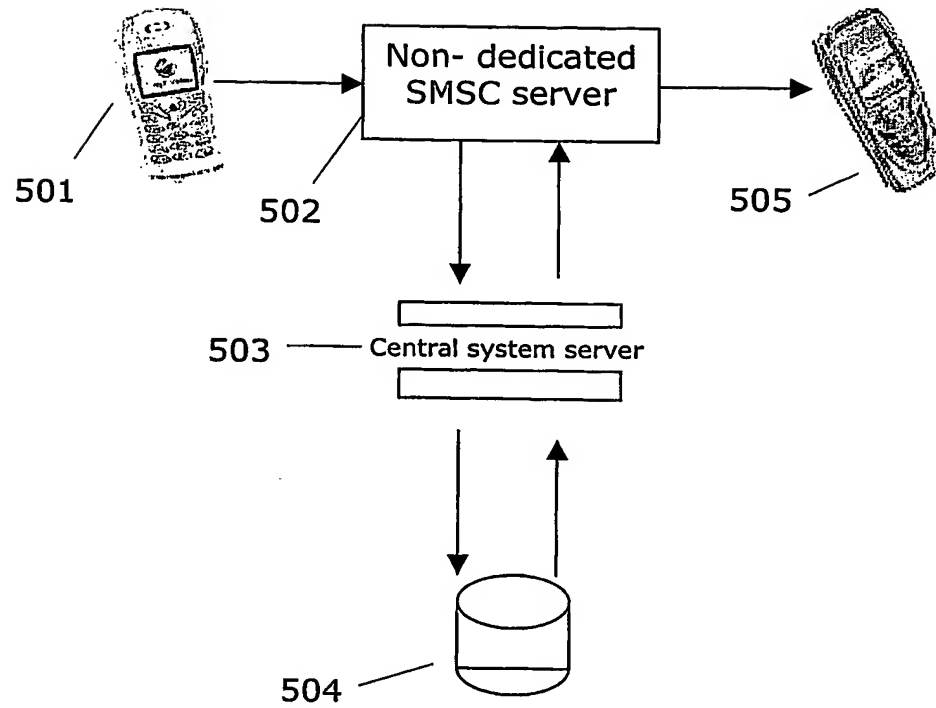 Non- dedicated
SMSC server
501
502
505
503
Central system server
504